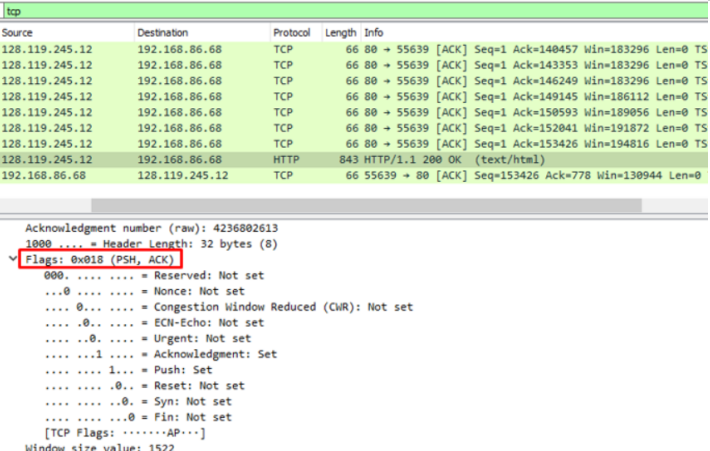 tcp
Source Destination Protocol Length Info
128.119.245.12 192.168.86.68 TCP 66 80 → 55639 [ACK] Seq=1 Ack=140457 Win=183296 Len=0 TS
128.119.245.12 192.168.86.68 TCP 66 80 → 55639 [ACK] Seq=1 Ack=143353 Win=183296 Len=0 TS
128.119.245.12 192.168.86.68 TCP 66 80 → 55639 [ACK] Seq=1 Ack=146249 Win=183296 Len=0 TS
128.119.245.12 192.168.86.68 TCP 66 80 → 55639 [ACK] Seq=1 Ack=149145 Win=186112 Len=0 TS
128.119.245.12 192.168.86.68 TCP 66 80 → 55639 [ACK] Seq=1 Ack=150593 Win=189056 Len=0 TS
128.119.245.12 192.168.86.68 TCP 66 80 → 55639 [ACK] Seq=1 Ack=152041 Win=191872 Len=0 TS
128.119.245.12 192.168.86.68 TCP 66 80 → 55639 [ACK] Seq=1 Ack=153426 Win=194816 Len=0 TS
128.119.245.12 192.168.86.68 HTTP 843 HTTP/1.1 200 OK (text/html)
192.168.86.68 128.119.245.12 TCP 66 55639 → 80 [ACK] Seq=153426 Ack=778 Win=130944 Len=0
Acknowledgment number (raw): 4236802613
1000 .... = Header Length: 32 bytes (8)
Flags: 0x018 (PSH, ACK)
000. .... .... = Reserved: Not set
...0 .... .... = Nonce: Not set
.... 0... .... = Congestion Window Reduced (CWR): Not set
.... .0.. .... = ECN-Echo: Not set
.... ..0. .... = Urgent: Not set
.... ...1 .... = Acknowledgment: Set
.... .... 1... = Push: Set
.... .... .0.. = Reset: Not set
.... .... ..0. = Syn: Not set
.... .... ...0 = Fin: Not set
[TCP Flags: ·······AP···]
Window size value: 1522